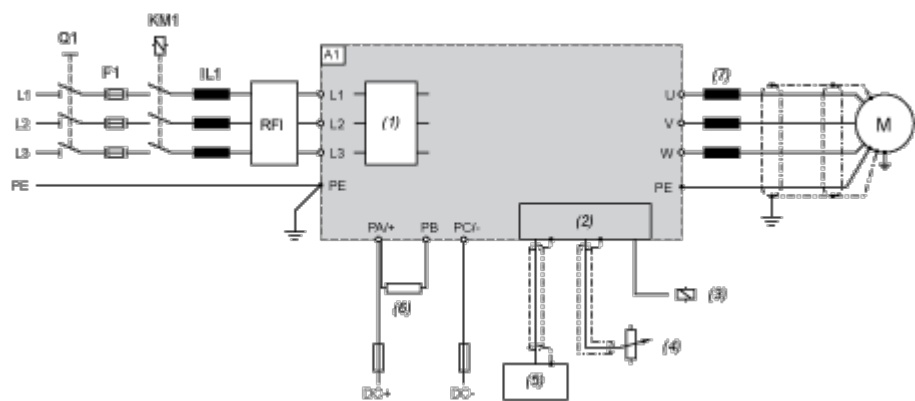 KM1
Q1
A1
F1
IL1
(7)
L1
L1
U
L2
RFI
L2
(1)
V
M
L3
L3
W
PE
PE
PE
(2)
PA/+
PB
PC/-
(6)
(3)
(4)
(5)
DC+
DC-